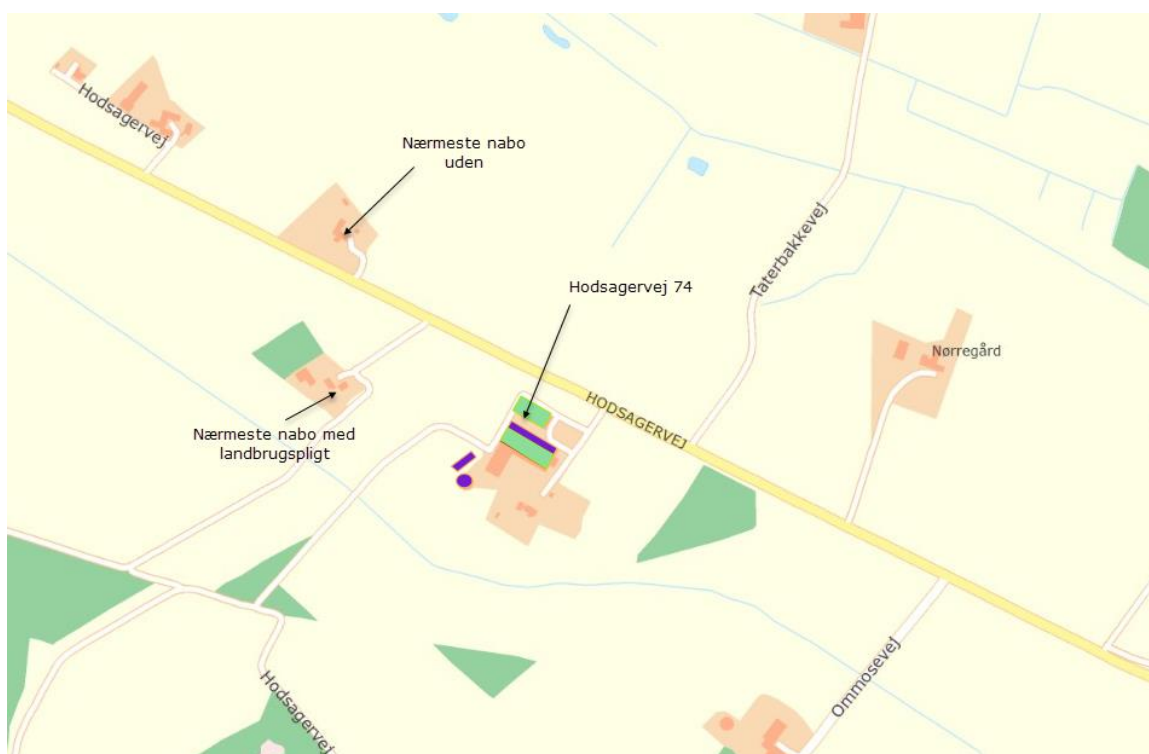 Hodsagervej
Nærmeste nabo
uden
Taterbakkevej
Hodsagervej 74
Nørregård
HODSAGERVEJ
Nærmeste nabo med
landbrugspligt
Ommosevej
Hodsagervej